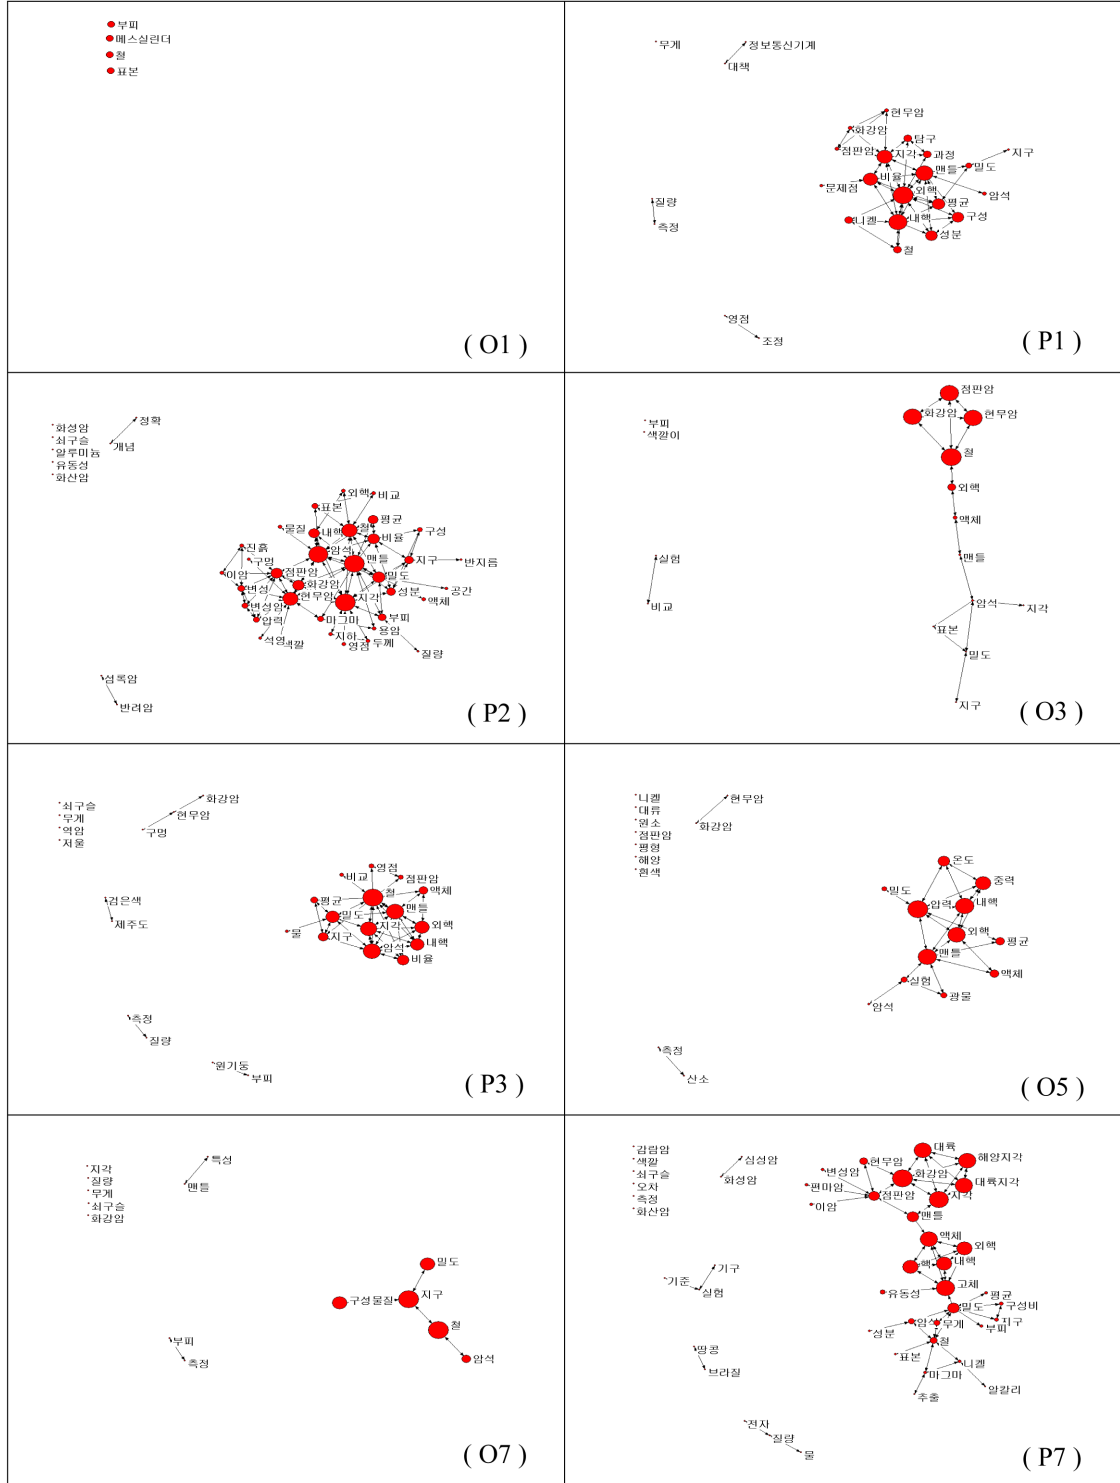 부피
메스실린더
철
표본
( O1 )
무게
정보통신기계
대책
현무암
화강암
탐구
점판암
지각
과정
지구
맨틀
밀도
비율
문제점
외핵
암석
평균
질량
내핵
구성
니켈
측정
성분
철
영점
조정
( P1 )
정확
화성암
쇠구슬
개념
알루미늄
유동성
화산암
외핵
비교
표본
평균
물질
내핵
철
구성
비율
진흙
암석
구멍
맨틀
지구
반지름
이암
점판암
밀도
화강암
변성
성분
공간
현무암
지각
액체
변성암
압력
마그마
부피
용암
지하
석영
색깔
영점
두께
질량
섬록암
반려암
( P2 )
점판암
화강암
현무암
부피
색깔이
철
외핵
액체
실험
맨틀
비교
암석
지각
표본
밀도
지구
( O3 )
화강암
쇠구슬
현무암
무게
구멍
역암
저울
영점
비교
점판암
철
액체
평균
맨틀
검은색
밀도
제주도
지각
외핵
물
지구
내핵
암석
비율
측정
질량
원기둥
부피
( P3 )
니켈
현무암
대류
원소
화강암
점판암
평형
해양
흰색
온도
중력
밀도
압력
내핵
외핵
평균
맨틀
액체
실험
광물
암석
측정
산소
( O5 )
특성
지각
질량
맨틀
무게
쇠구슬
화강암
밀도
지구
구성물질
철
부피
암석
측정
( O7 )
감람암
색깔
심성암
쇠구슬
화성암
오차
측정
화산암
대륙
현무암
해양지각
변성암
화강암
대륙지각
편마암
점판암
지각
이암
맨틀
액체
외핵
핵
내핵
기구
기준
고체
실험
유동성
평균
밀도
구성비
암석
무게
지구
성분
부피
철
땅콩
표본
니켈
브라질
마그마
알칼리
추출
전자
질량
물
( P7 )